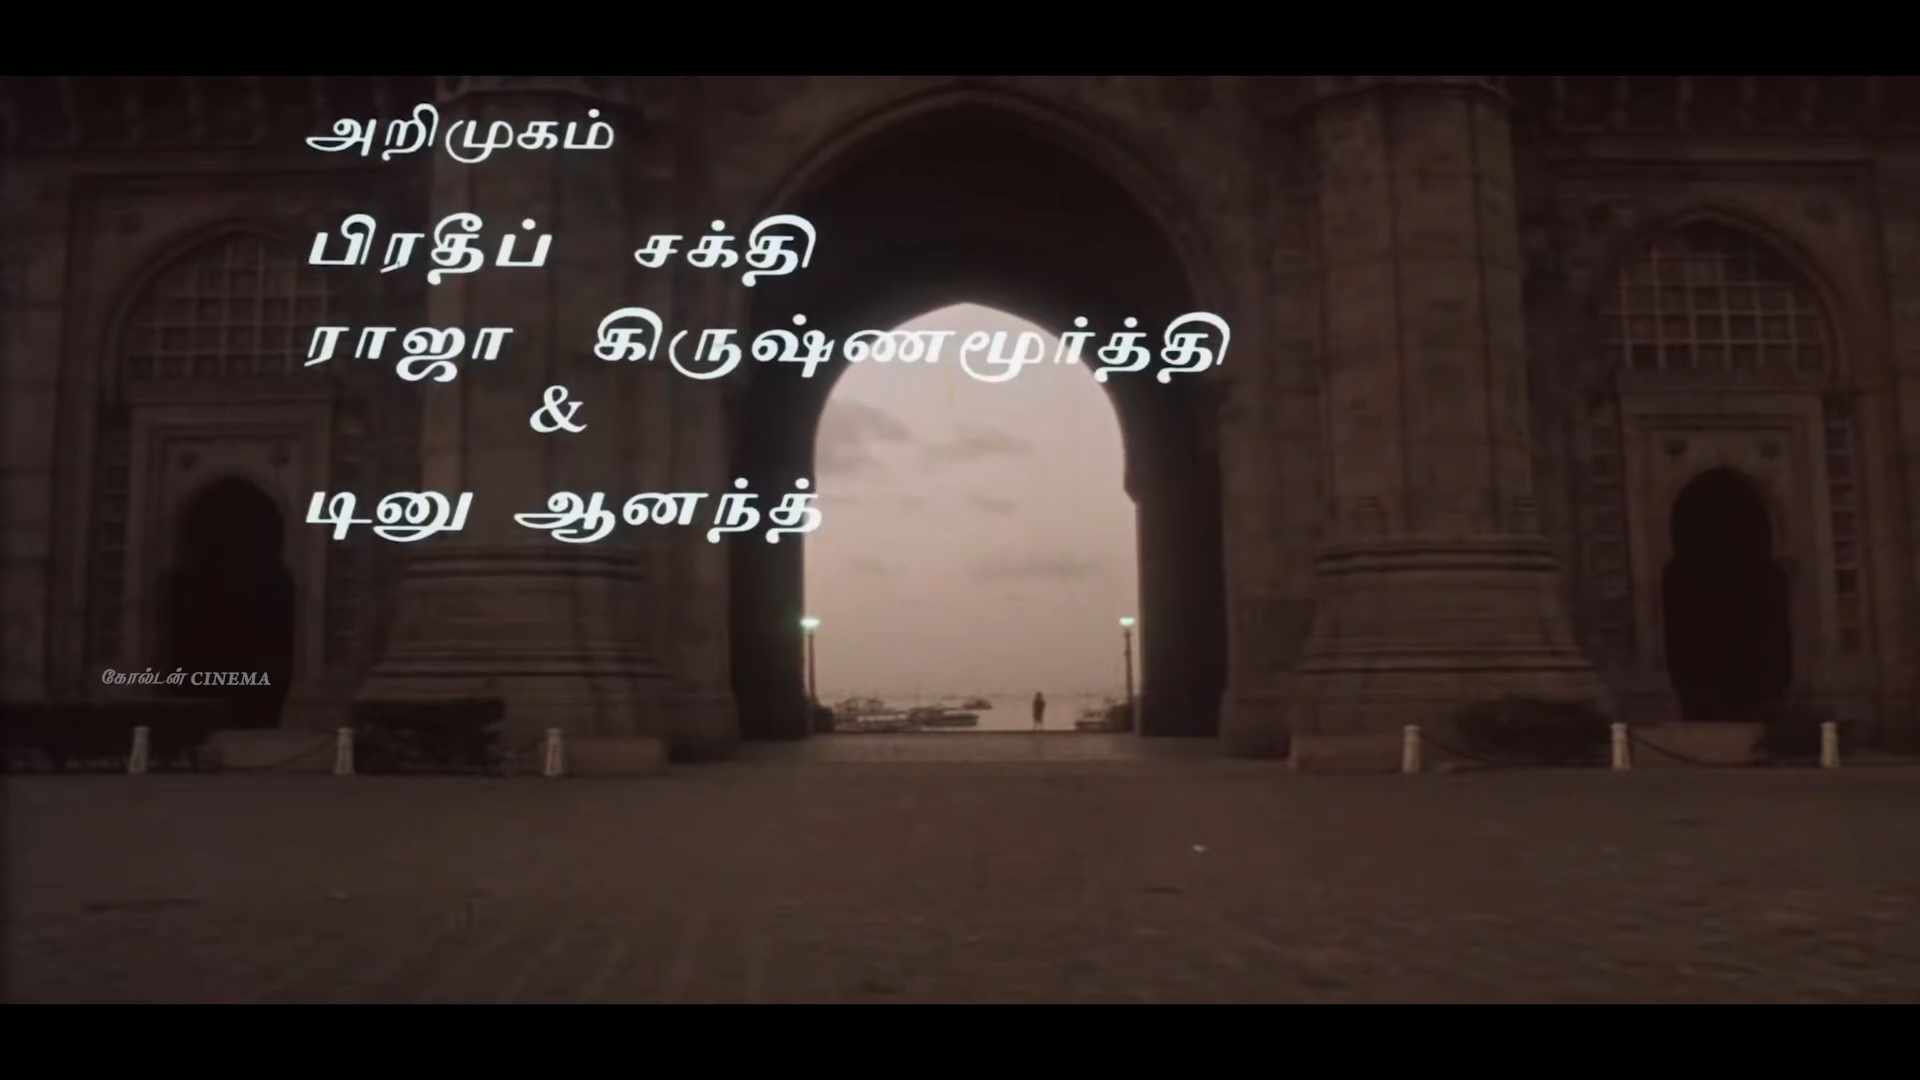 அறிமுகம்
பிரதீப் சக்தி
ராஜா கிருஷ்ணமூர்த்தி
&
டினு ஆனந்த்
கோல்டன் CINEMA